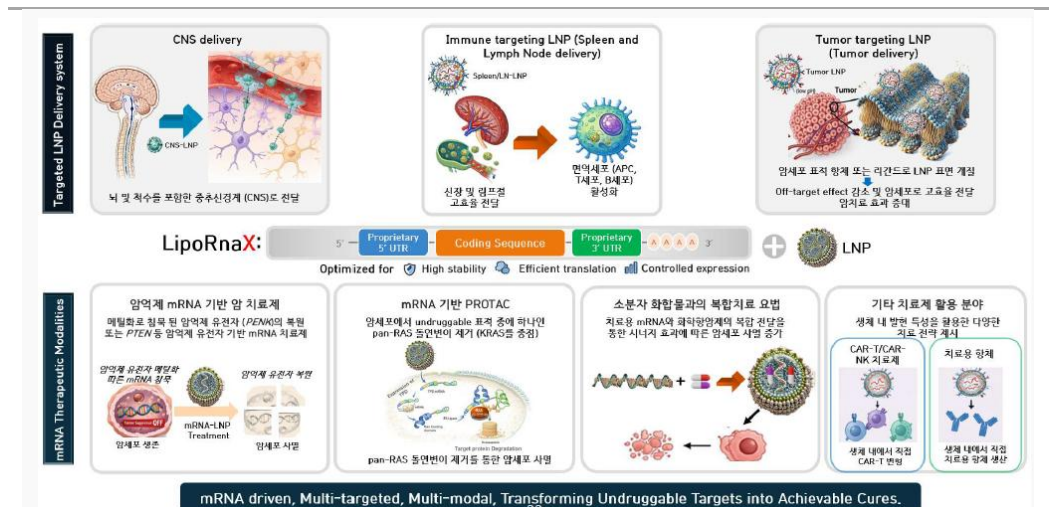 Targeted LNP Delivery system
CNS delivery
CNS-LNP
뇌 및 척수를 포함한 중추신경계 (CNS)로 전달
Immune targeting LNP (Spleen and
Lymph Node delivery)
Spleen/LN-LNP
신장 및 림프절
고효율 전달
면역세포 (APC,
T세포, B세포)
활성화
Tumor targeting LNP
(Tumor delivery)
Tumor LNP
(low pH)
Tumor
암세포 표적 항체 또는 리간드로 LNP 표면 개질
Off-target effect 감소 및 암세포로 고효율 전달
암치료 효과 증대
LipoRnaX:
5' Proprietary 5' UTR Coding Sequence Proprietary 3' UTR A A A A 3'
LNP
Optimized for High stability Efficient translation Controlled expression
mRNA Therapeutic Modalities
암억제 mRNA 기반 암 치료제
메틸화로 침묵 된 암억제 유전자 (PENK)의 복원
또는 PTEN 등 암억제 유전자 기반 mRNA 치료제
암억제 유전자 메틸화
따른 mRNA 침묵
OFF
암세포 생존
mRNA-LNP
Treatment
암억제 유전자 복원
암세포 사멸
mRNA 기반 PROTAC
암세포에서 undruggable 표적 중에 하나인
pan-RAS 돌연변이 제거 (KRAS를 중점)
Target protein Degradation
pan-RAS 돌연변이 제거를 통한 암세포 사멸
소분자 화합물과의 복합치료 요법
치료용 mRNA와 화학항암제의 복합 전달을
통한 시너지 효과에 따른 암세포 사멸 증가
기타 치료제 활용 분야
생체 내 발현 특성을 활용한 다양한
치료 전략 제시
CAR-T/CAR-
NK 치료제
생체 내에서 직접
CAR-T 변형
치료용 항체
생체 내에서 직접
치료용 항체 생산
mRNA driven, Multi-targeted, Multi-modal, Transforming Undruggable Targets into Achievable Cures.